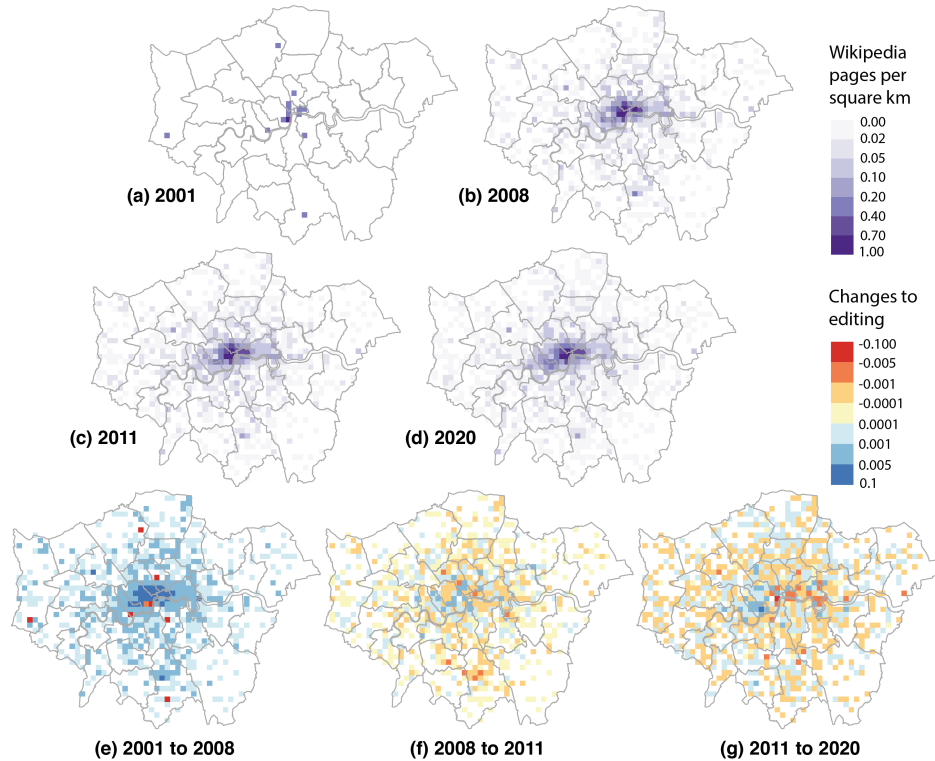 Wikipedia
pages per
square km
0.00
0.02
0.05
0.10
0.20
0.40
0.70
1.00
(a) 2001
(b) 2008
Changes to
editing
-0.100
-0.005
-0.001
-0.0001
0.0001
0.001
0.005
0.1
(c) 2011
(d) 2020
(e) 2001 to 2008
(f) 2008 to 2011
(g) 2011 to 2020